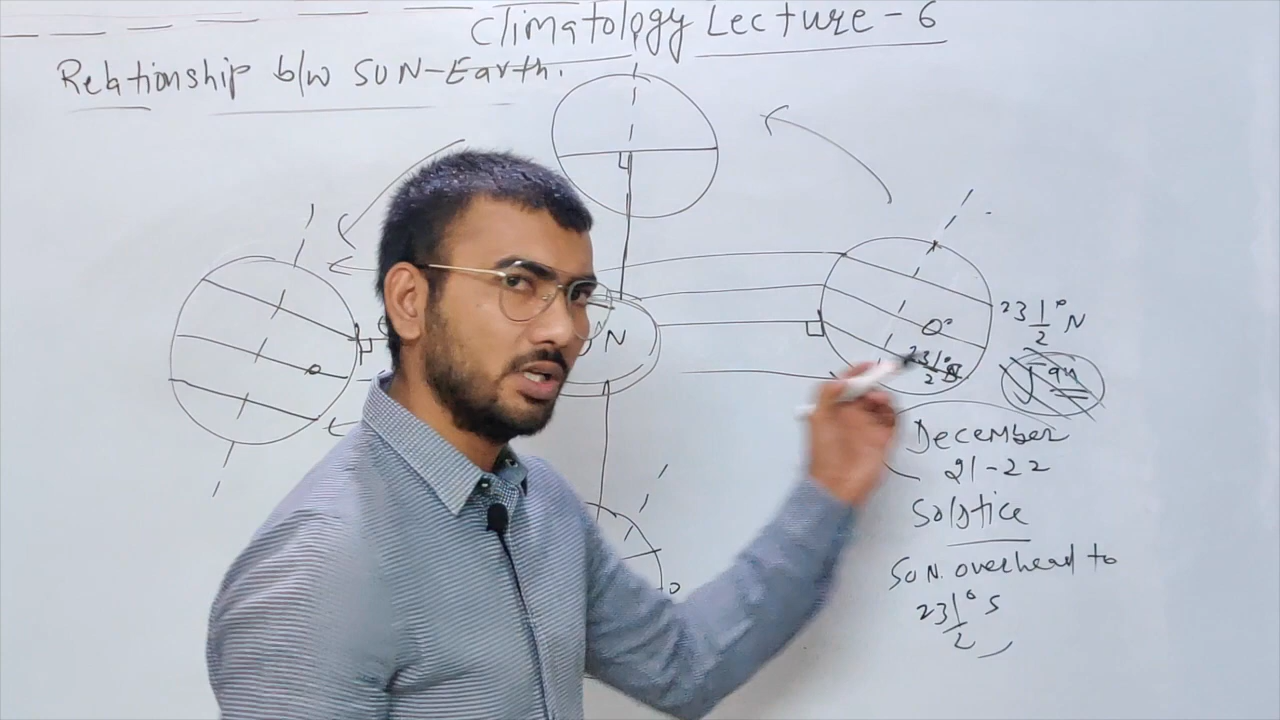 Climatology Lecture - 6
Relationship b/w SUN-Earth.
N
0°
23 1/2° N
23 1/2° S
December
21-22
Solstice
SUN. overhead to
23 1/2° S